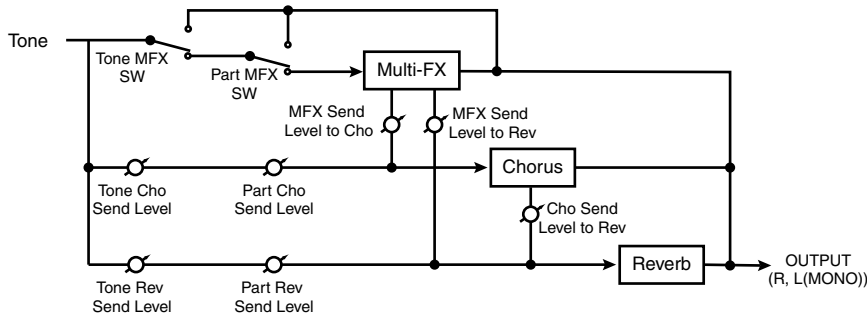 Tone
Tone MFX
SW
Part MFX
SW
Multi-FX
MFX Send
Level to Cho
MFX Send
Level to Rev
Tone Cho
Send Level
Part Cho
Send Level
Chorus
Cho Send
Level to Rev
Tone Rev
Send Level
Part Rev
Send Level
Reverb
OUTPUT
(R, L(MONO))